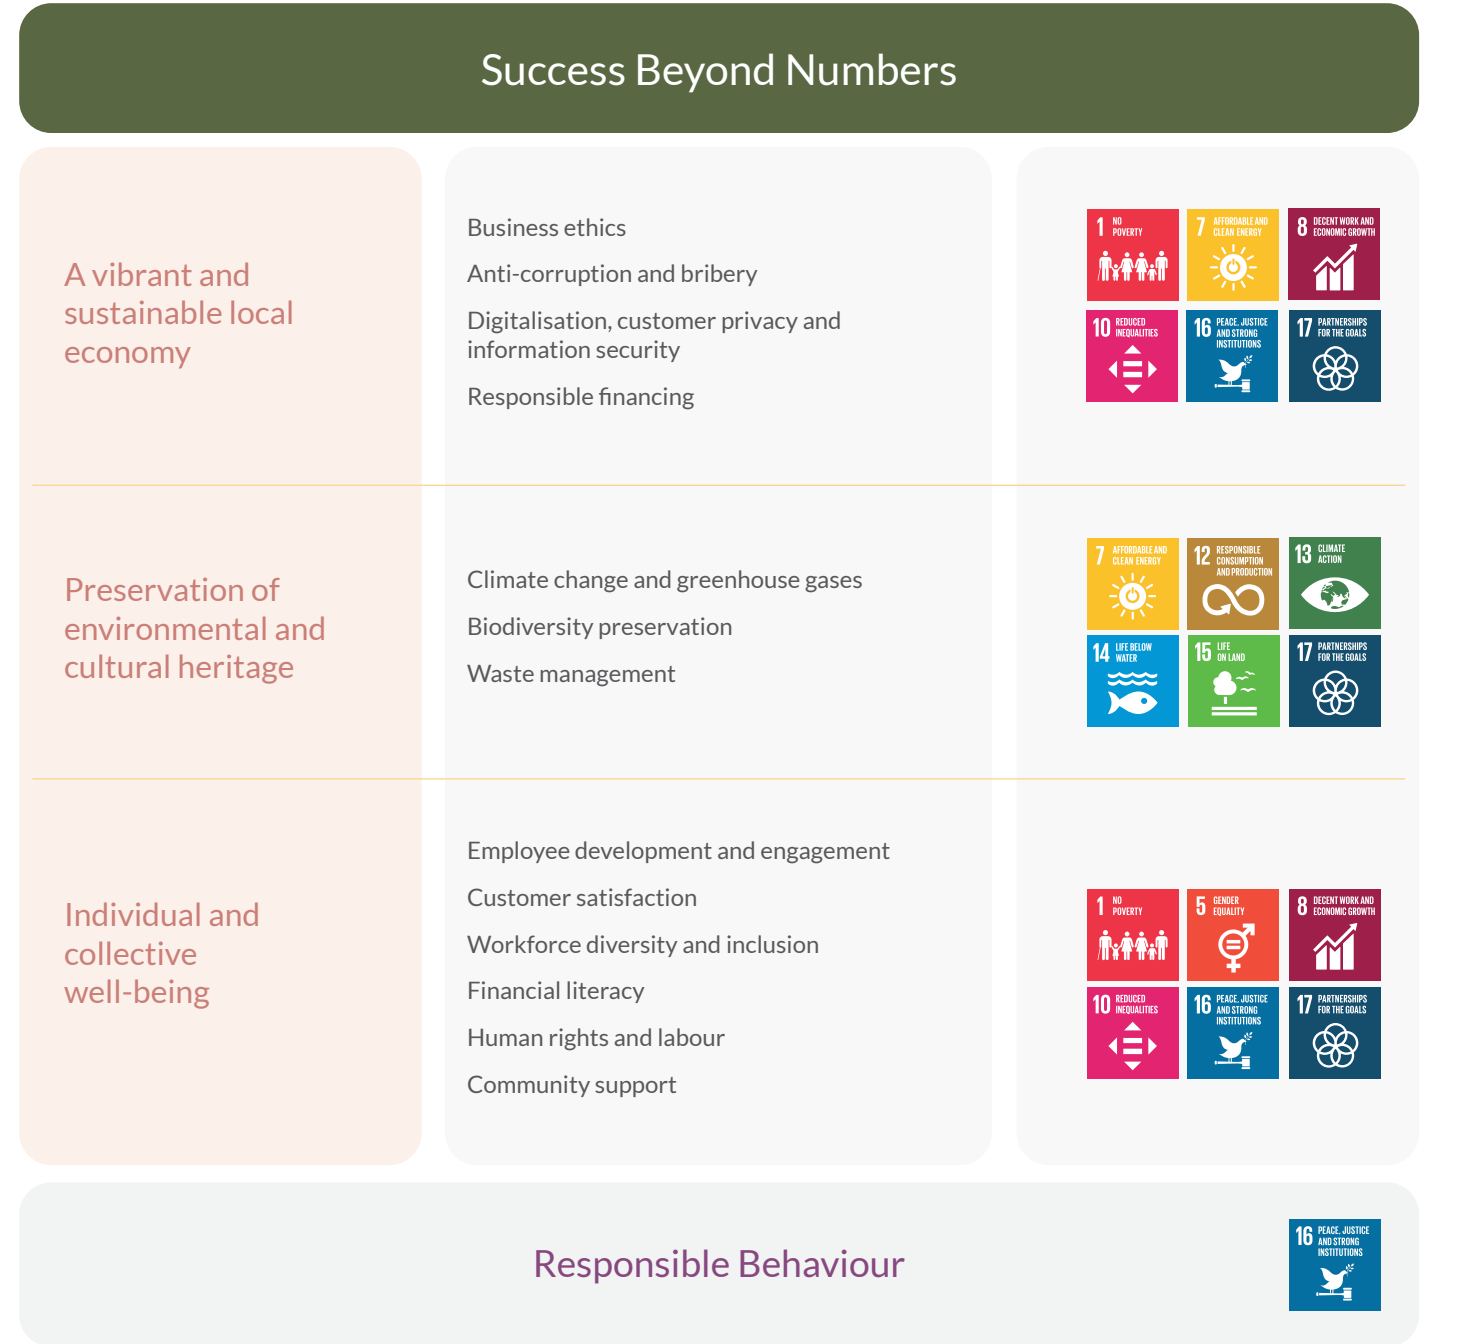 Success Beyond Numbers
A vibrant and
sustainable local
economy
Business ethics
Anti-corruption and bribery
Digitalisation, customer privacy and
information security
Responsible financing
1 NO
POVERTY
7 AFFORDABLE AND
CLEAN ENERGY
8 DECENT WORK AND
ECONOMIC GROWTH
10 REDUCED
INEQUALITIES
16 PEACE, JUSTICE
AND STRONG
INSTITUTIONS
17 PARTNERSHIPS
FOR THE GOALS
Preservation of
environmental and
cultural heritage
Climate change and greenhouse gases
Biodiversity preservation
Waste management
7 AFFORDABLE AND
CLEAN ENERGY
12 RESPONSIBLE
CONSUMPTION
AND PRODUCTION
13 CLIMATE
ACTION
14 LIFE BELOW
WATER
15 LIFE
ON LAND
17 PARTNERSHIPS
FOR THE GOALS
Individual and
collective
well-being
Employee development and engagement
Customer satisfaction
Workforce diversity and inclusion
Financial literacy
Human rights and labour
Community support
1 NO
POVERTY
5 GENDER
EQUALITY
8 DECENT WORK AND
ECONOMIC GROWTH
10 REDUCED
INEQUALITIES
16 PEACE, JUSTICE
AND STRONG
INSTITUTIONS
17 PARTNERSHIPS
FOR THE GOALS
Responsible Behaviour
16 PEACE, JUSTICE
AND STRONG
INSTITUTIONS